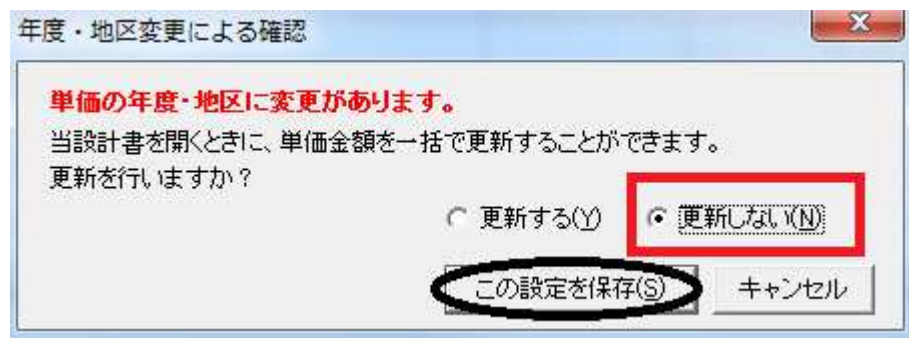 年度・地区変更による確認
単価の年度・地区に変更があります。
当設計書を開くときに、単価金額を一括で更新することができます。
更新を行いますか？
更新する(Y) 更新しない(N)
この設定を保存(S) キャンセル